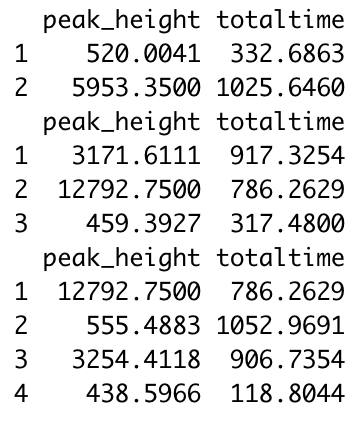 peak_height totaltime
1 520.0041 332.6863
2 5953.3500 1025.6460
peak_height totaltime
1 3171.6111 917.3254
2 12792.7500 786.2629
3 459.3927 317.4800
peak_height totaltime
1 12792.7500 786.2629
2 555.4883 1052.9691
3 3254.4118 906.7354
4 438.5966 118.8044